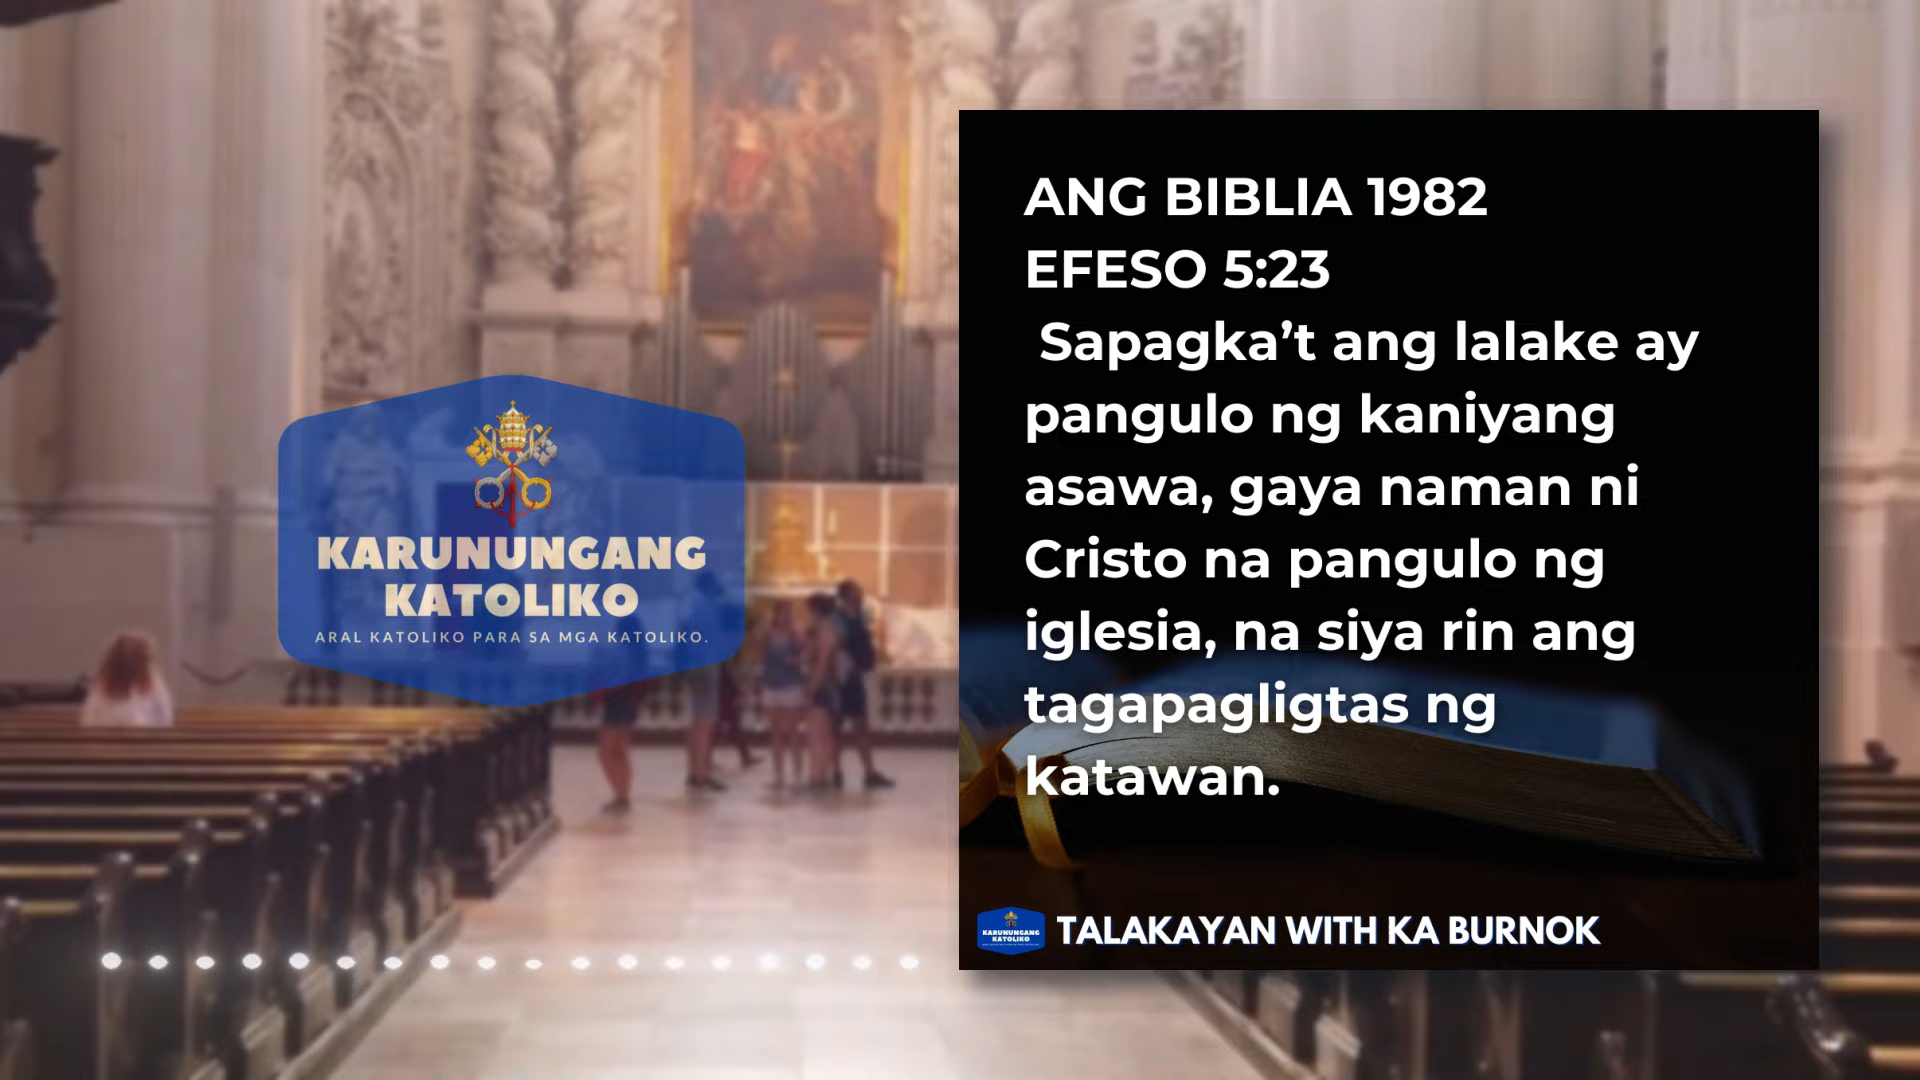 KARUNUNGANG
KATOLIKO
ARAL KATOLIKO PARA SA MGA KATOLIKO.
ANG BIBLIA 1982
EFESO 5:23
Sapagka’t ang lalake ay
pangulo ng kaniyang
asawa, gaya naman ni
Cristo na pangulo ng
iglesia, na siya rin ang
tagapagligtas ng
katawan.
KARUNUNGANG
KATOLIKO
TALAKAYAN WITH KA BURNOK